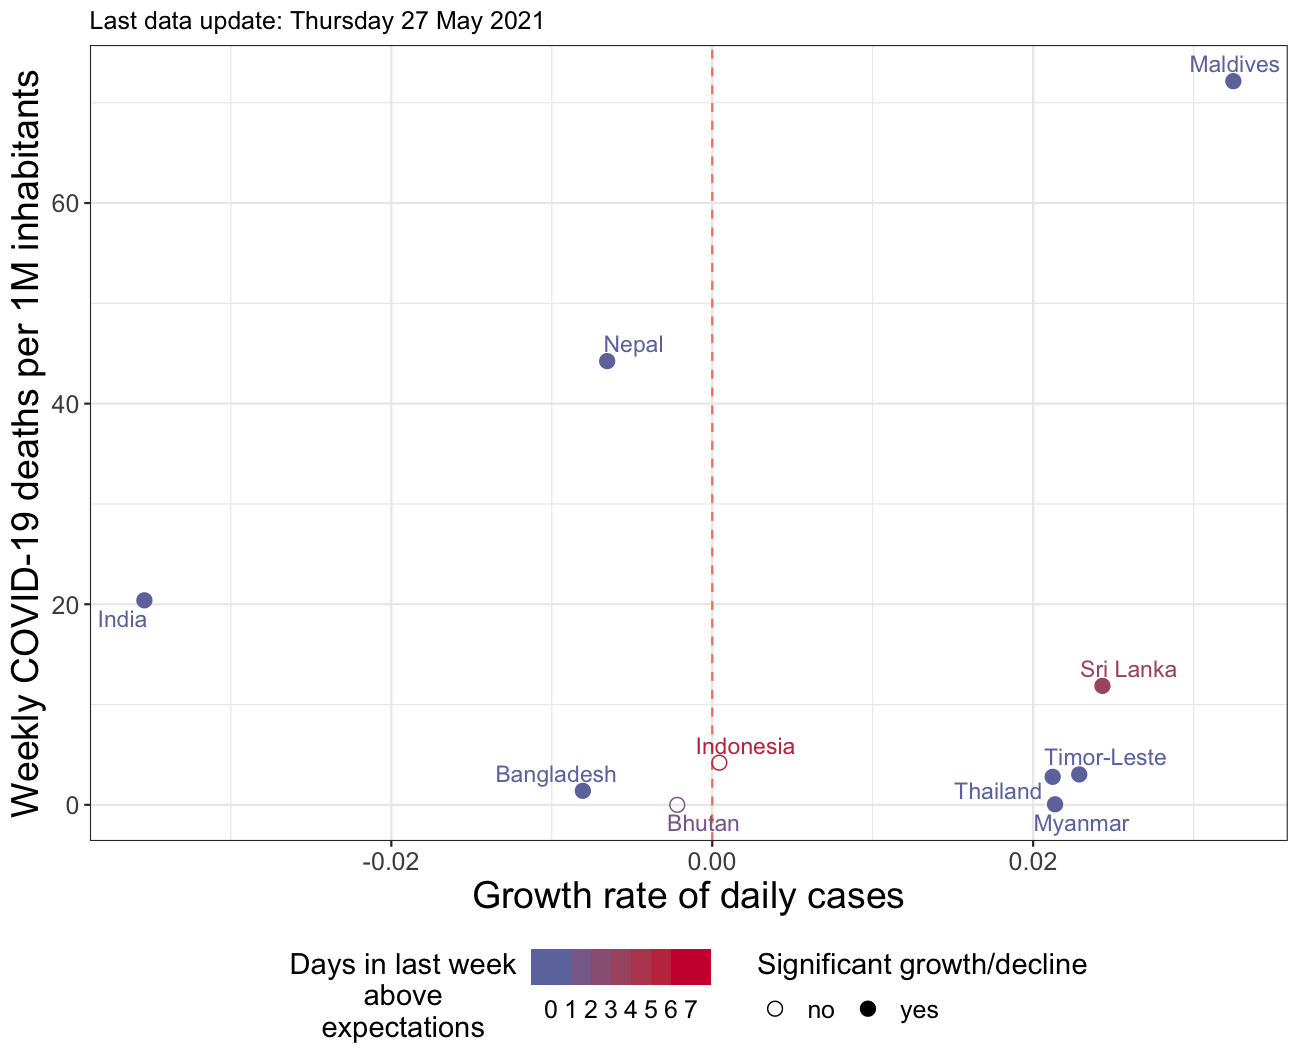 Last data update: Thursday 27 May 2021
Weekly COVID-19 deaths per 1M inhabitants
60
40
20
0
Maldives
Nepal
India
Sri Lanka
Indonesia
Timor-Leste
Bangladesh
Thailand
Bhutan
Myanmar
-0.02
0.00
0.02
Growth rate of daily cases
Days in last week
above
expectations
0 1 2 3 4 5 6 7
Significant growth/decline
no
yes